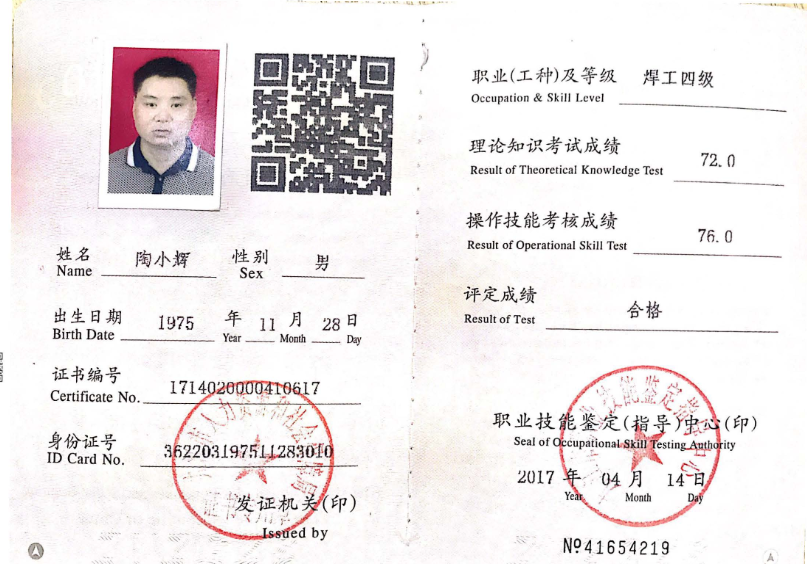 姓名 陶小辉 性别 男
Name Sex
出生日期 1975 年 11 月 28 日
Birth Date Year Month Day
证书编号 1714020000410617
Certificate No.
身份证号 362203197511283010
ID Card No.
发证机关(印)
Issued by
职业(工种)及等级 焊工四级
Occupation & Skill Level
理论知识考试成绩 72.0
Result of Theoretical Knowledge Test
操作技能考核成绩 76.0
Result of Operational Skill Test
评定成绩 合格
Result of Test
职业技能鉴定(指导)中心(印)
Seal of Occupational Skill Testing Authority
2017 年 04 月 14 日
Year Month Day
№41654219